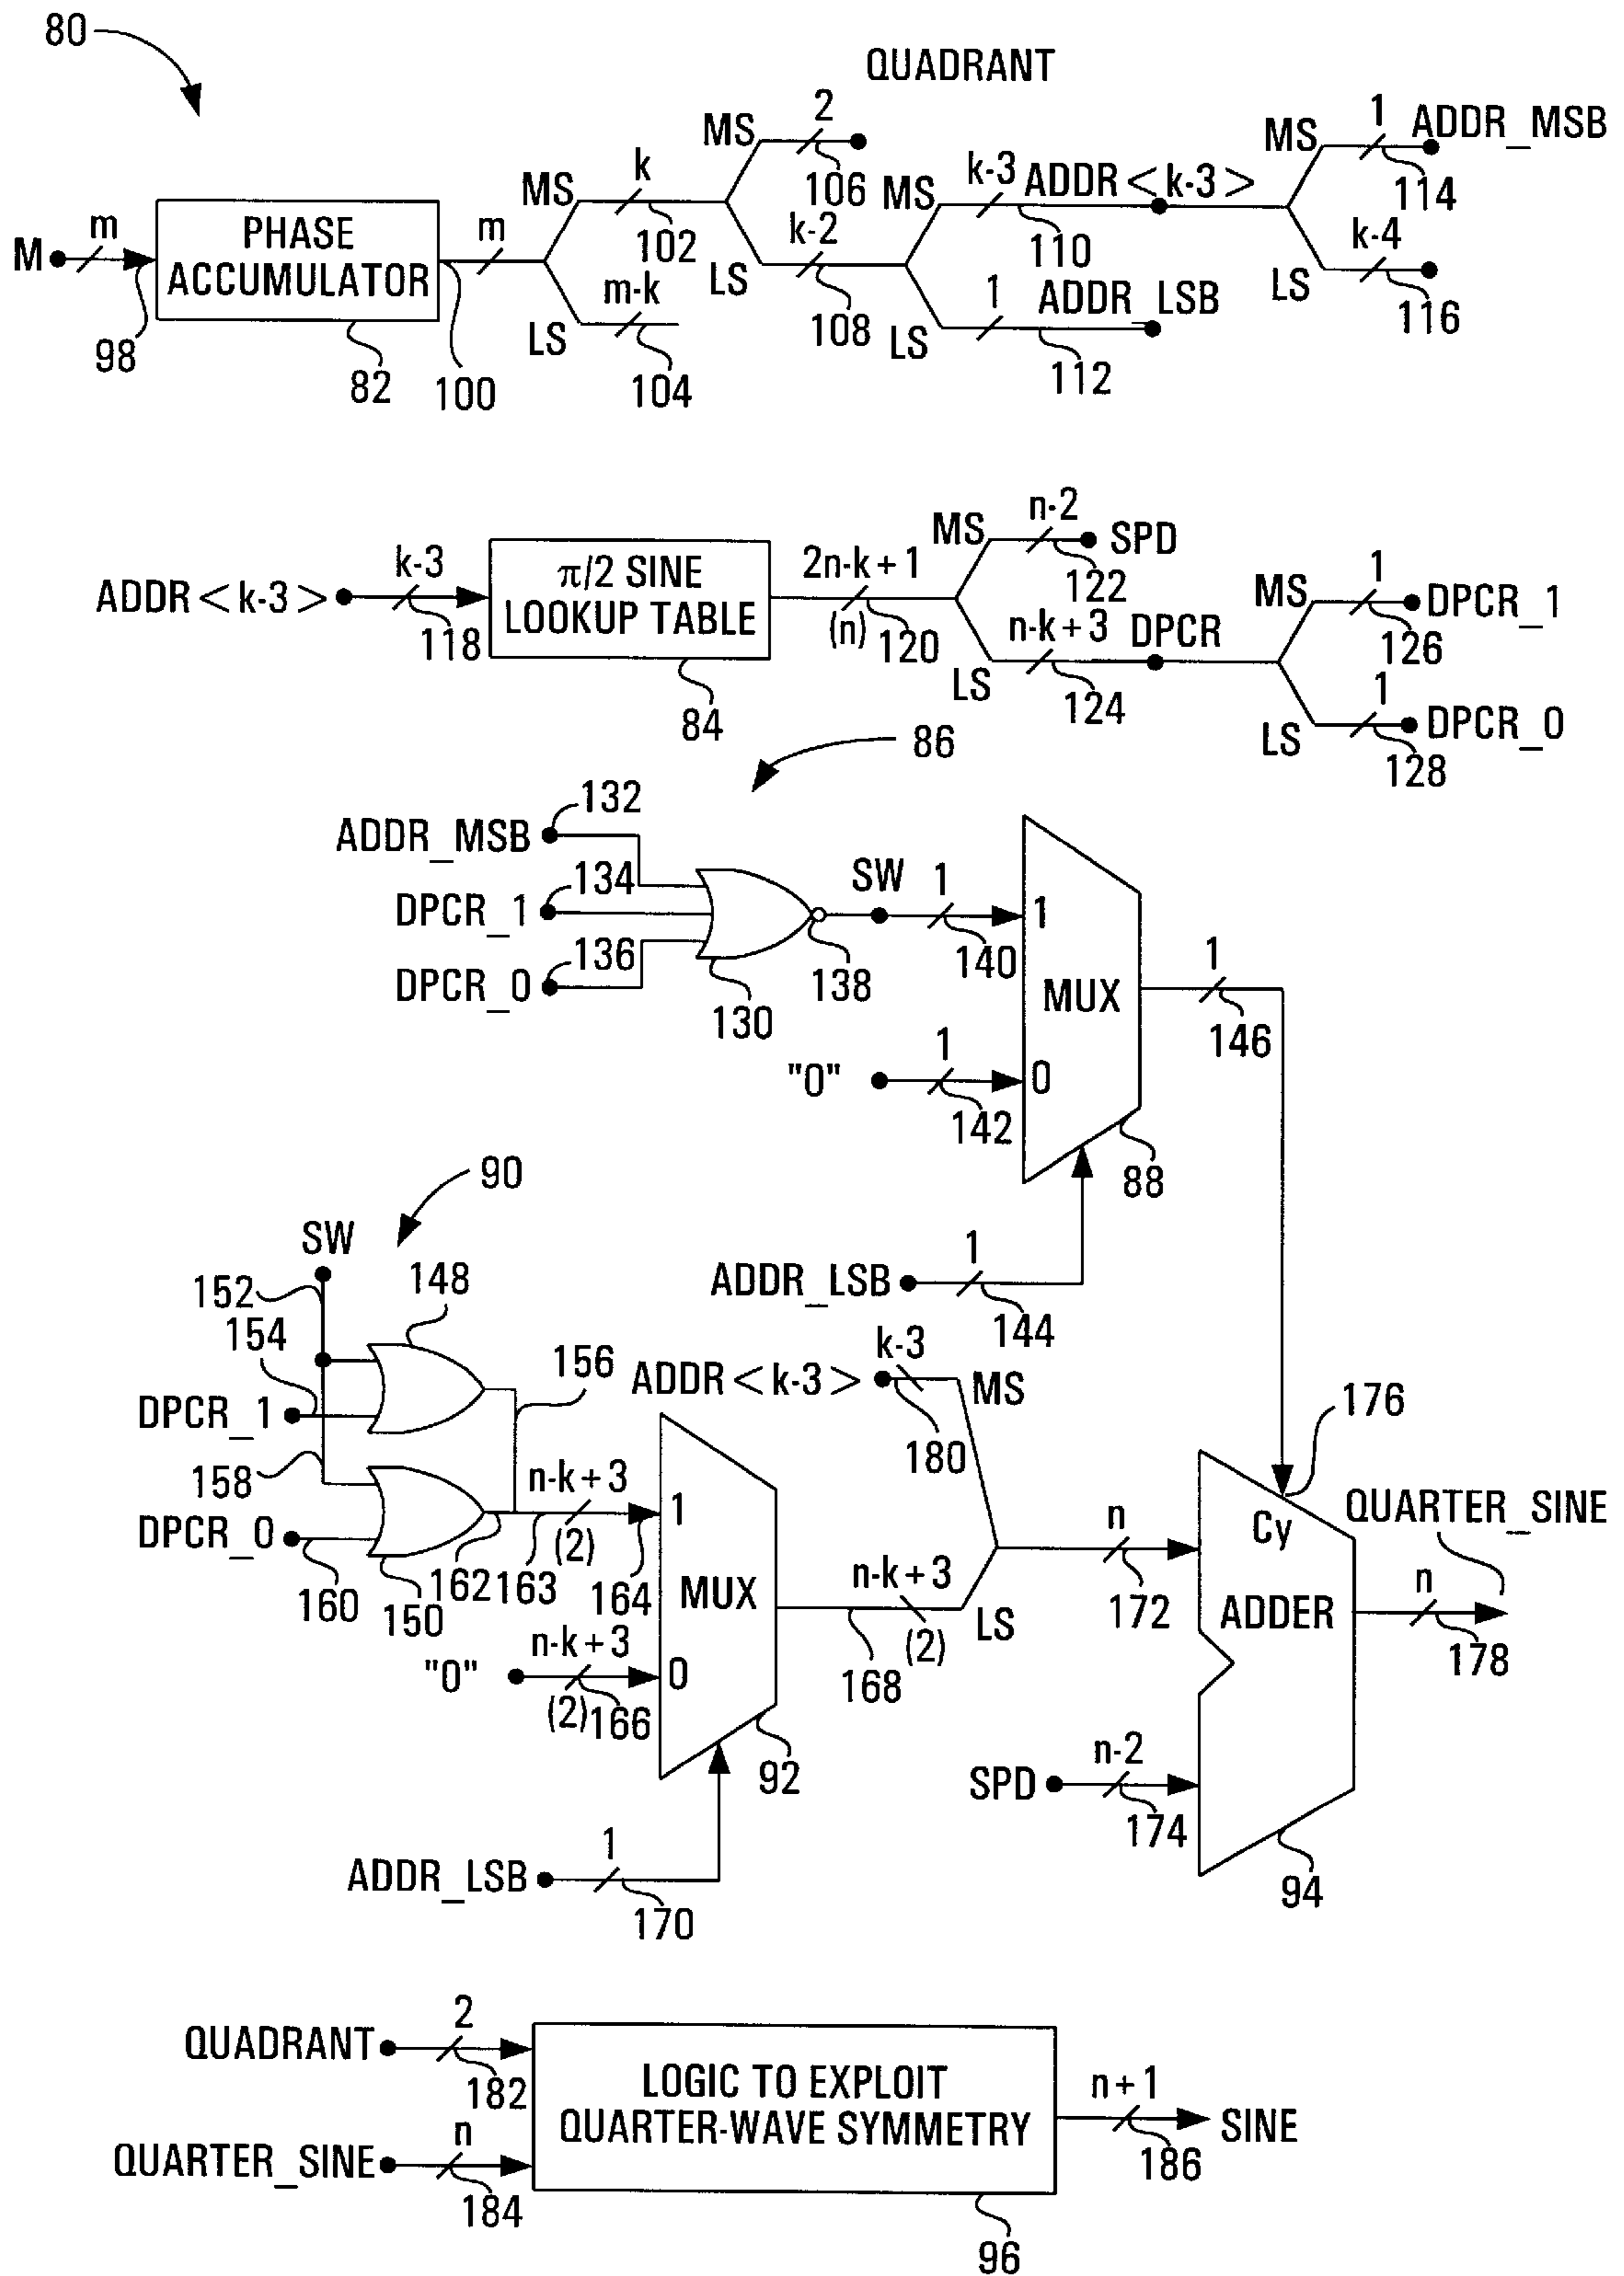 80
QUADRANT
M
m
98
PHASE
ACCUMULATOR
82
100
m
MS
k
102
LS
m-k
104
MS
2
106
LS
k-2
108
MS
k-3
ADDR<k-3>
110
LS
1
ADDR_LSB
112
MS
1
ADDR_MSB
114
LS
k-4
116
ADDR<k-3>
k-3
118
π/2 SINE
LOOKUP TABLE
84
2n-k+1
(n)
120
MS
n-2
SPD
122
LS
n-k+3
DPCR
124
MS
1
DPCR_1
126
LS
1
DPCR_0
128
86
ADDR_MSB
132
DPCR_1
134
DPCR_0
136
130
138
SW
1
140
1
MUX
"0"
1
142
0
88
1
146
ADDR_LSB
1
144
90
SW
152
148
154
DPCR_1
156
158
DPCR_0
160
150
162
163
n-k+3
(2)
164
1
MUX
"0"
n-k+3
(2)
166
0
92
ADDR_LSB
1
170
ADDR<k-3>
k-3
180
MS
n-k+3
168
(2)
LS
n
172
176
Cy
ADDER
QUARTER_SINE
n
178
SPD
n-2
174
94
QUADRANT
2
182
QUARTER_SINE
n
184
LOGIC TO EXPLOIT
QUARTER-WAVE SYMMETRY
96
n+1
186
SINE